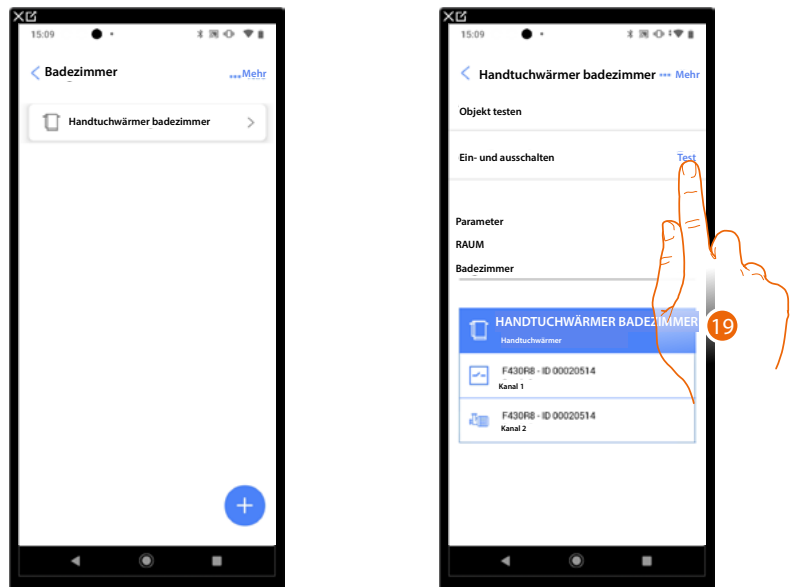 15:09
Badezimmer
...Mehr
Handtuchwärmer badezimmer
15:09
Handtuchwärmer badezimmer ... Mehr
Objekt testen
Ein- und ausschalten
Test
Parameter
RAUM
Badezimmer
HANDTUCHWÄRMER BADEZIMMER
Handtuchwärmer
19
F430R8 - ID 00020514
Kanal 1
F430R8 - ID 00020514
Kanal 2